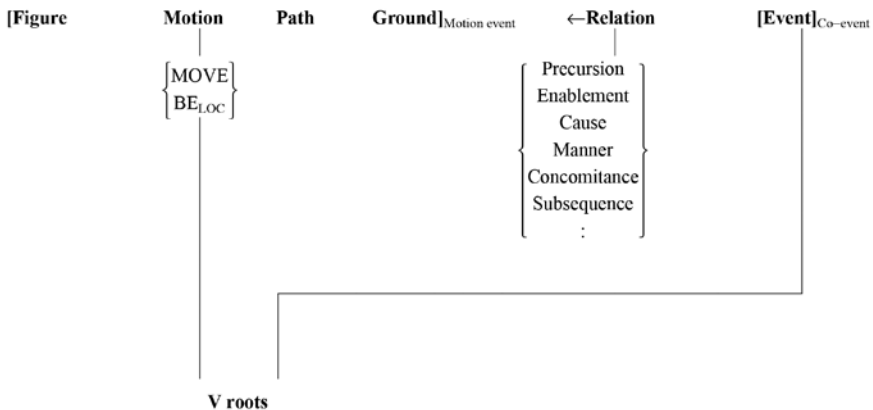 [Figure Motion Path Ground]Motion event ←Relation [Event]Co-event
MOVE
BELOC
Precursion
Enablement
Cause
Manner
Concomitance
Subsequence
:
V roots